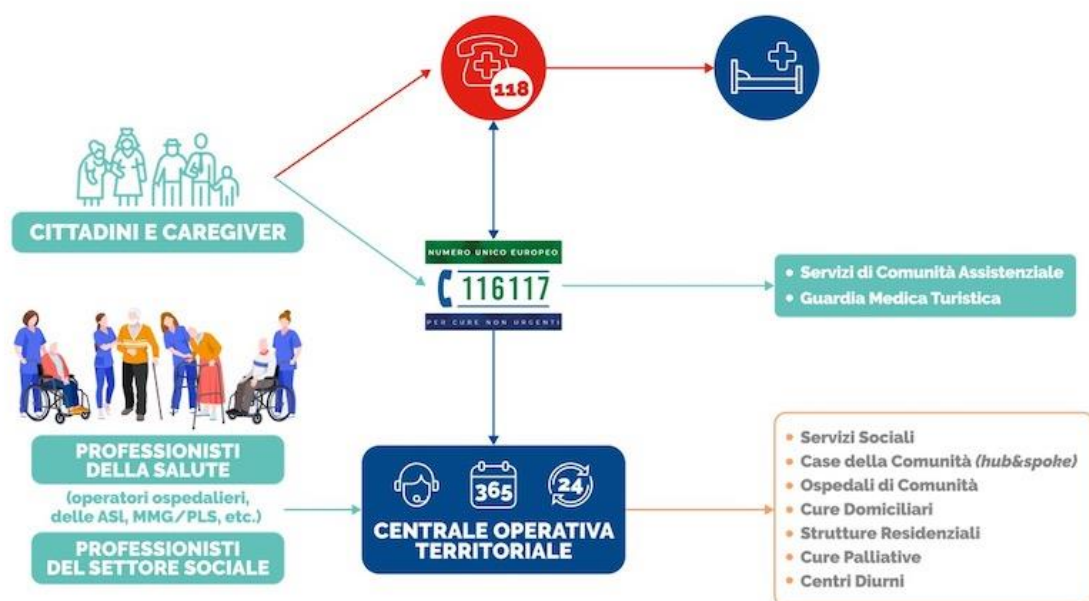 118
CITTADINI E CAREGIVER
NUMERO UNICO EUROPEO
116117
PER CURE NON URGENTI
• Servizi di Comunità Assistenziale
• Guardia Medica Turistica
PROFESSIONISTI
DELLA SALUTE
(operatori ospedalieri,
delle ASl, MMG/PLS, etc.)
PROFESSIONISTI
DEL SETTORE SOCIALE
365
24
CENTRALE OPERATIVA
TERRITORIALE
• Servizi Sociali
• Case della Comunità (hub&spoke)
• Ospedali di Comunità
• Cure Domiciliari
• Strutture Residenziali
• Cure Palliative
• Centri Diurni